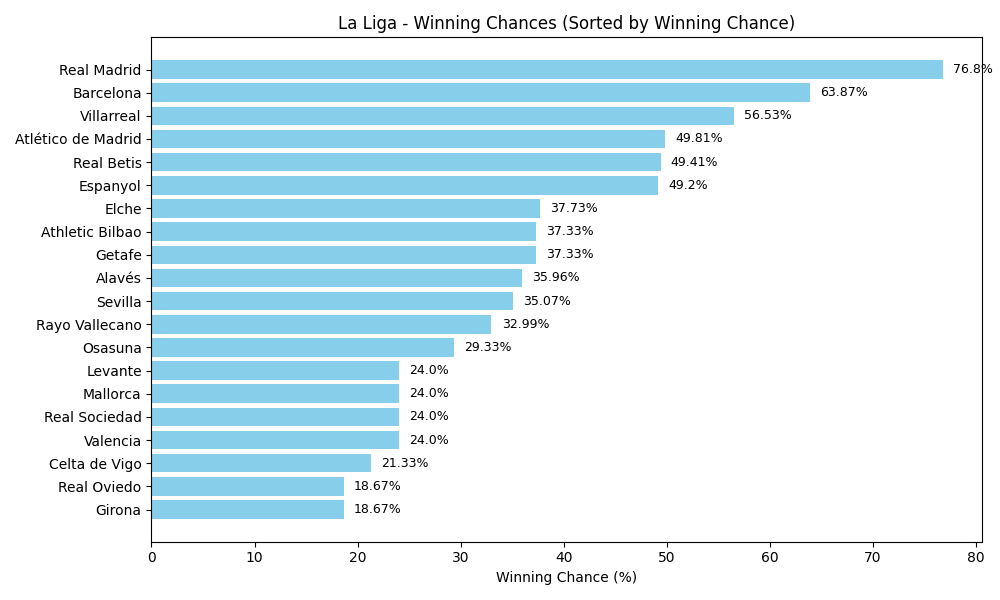 La Liga - Winning Chances (Sorted by Winning Chance)
Real Madrid 76.8%
Barcelona 63.87%
Villarreal 56.53%
Atlético de Madrid 49.81%
Real Betis 49.41%
Espanyol 49.2%
Elche 37.73%
Athletic Bilbao 37.33%
Getafe 37.33%
Alavés 35.96%
Sevilla 35.07%
Rayo Vallecano 32.99%
Osasuna 29.33%
Levante 24.0%
Mallorca 24.0%
Real Sociedad 24.0%
Valencia 24.0%
Celta de Vigo 21.33%
Real Oviedo 18.67%
Girona 18.67%
0 10 20 30 40 50 60 70 80
Winning Chance (%)